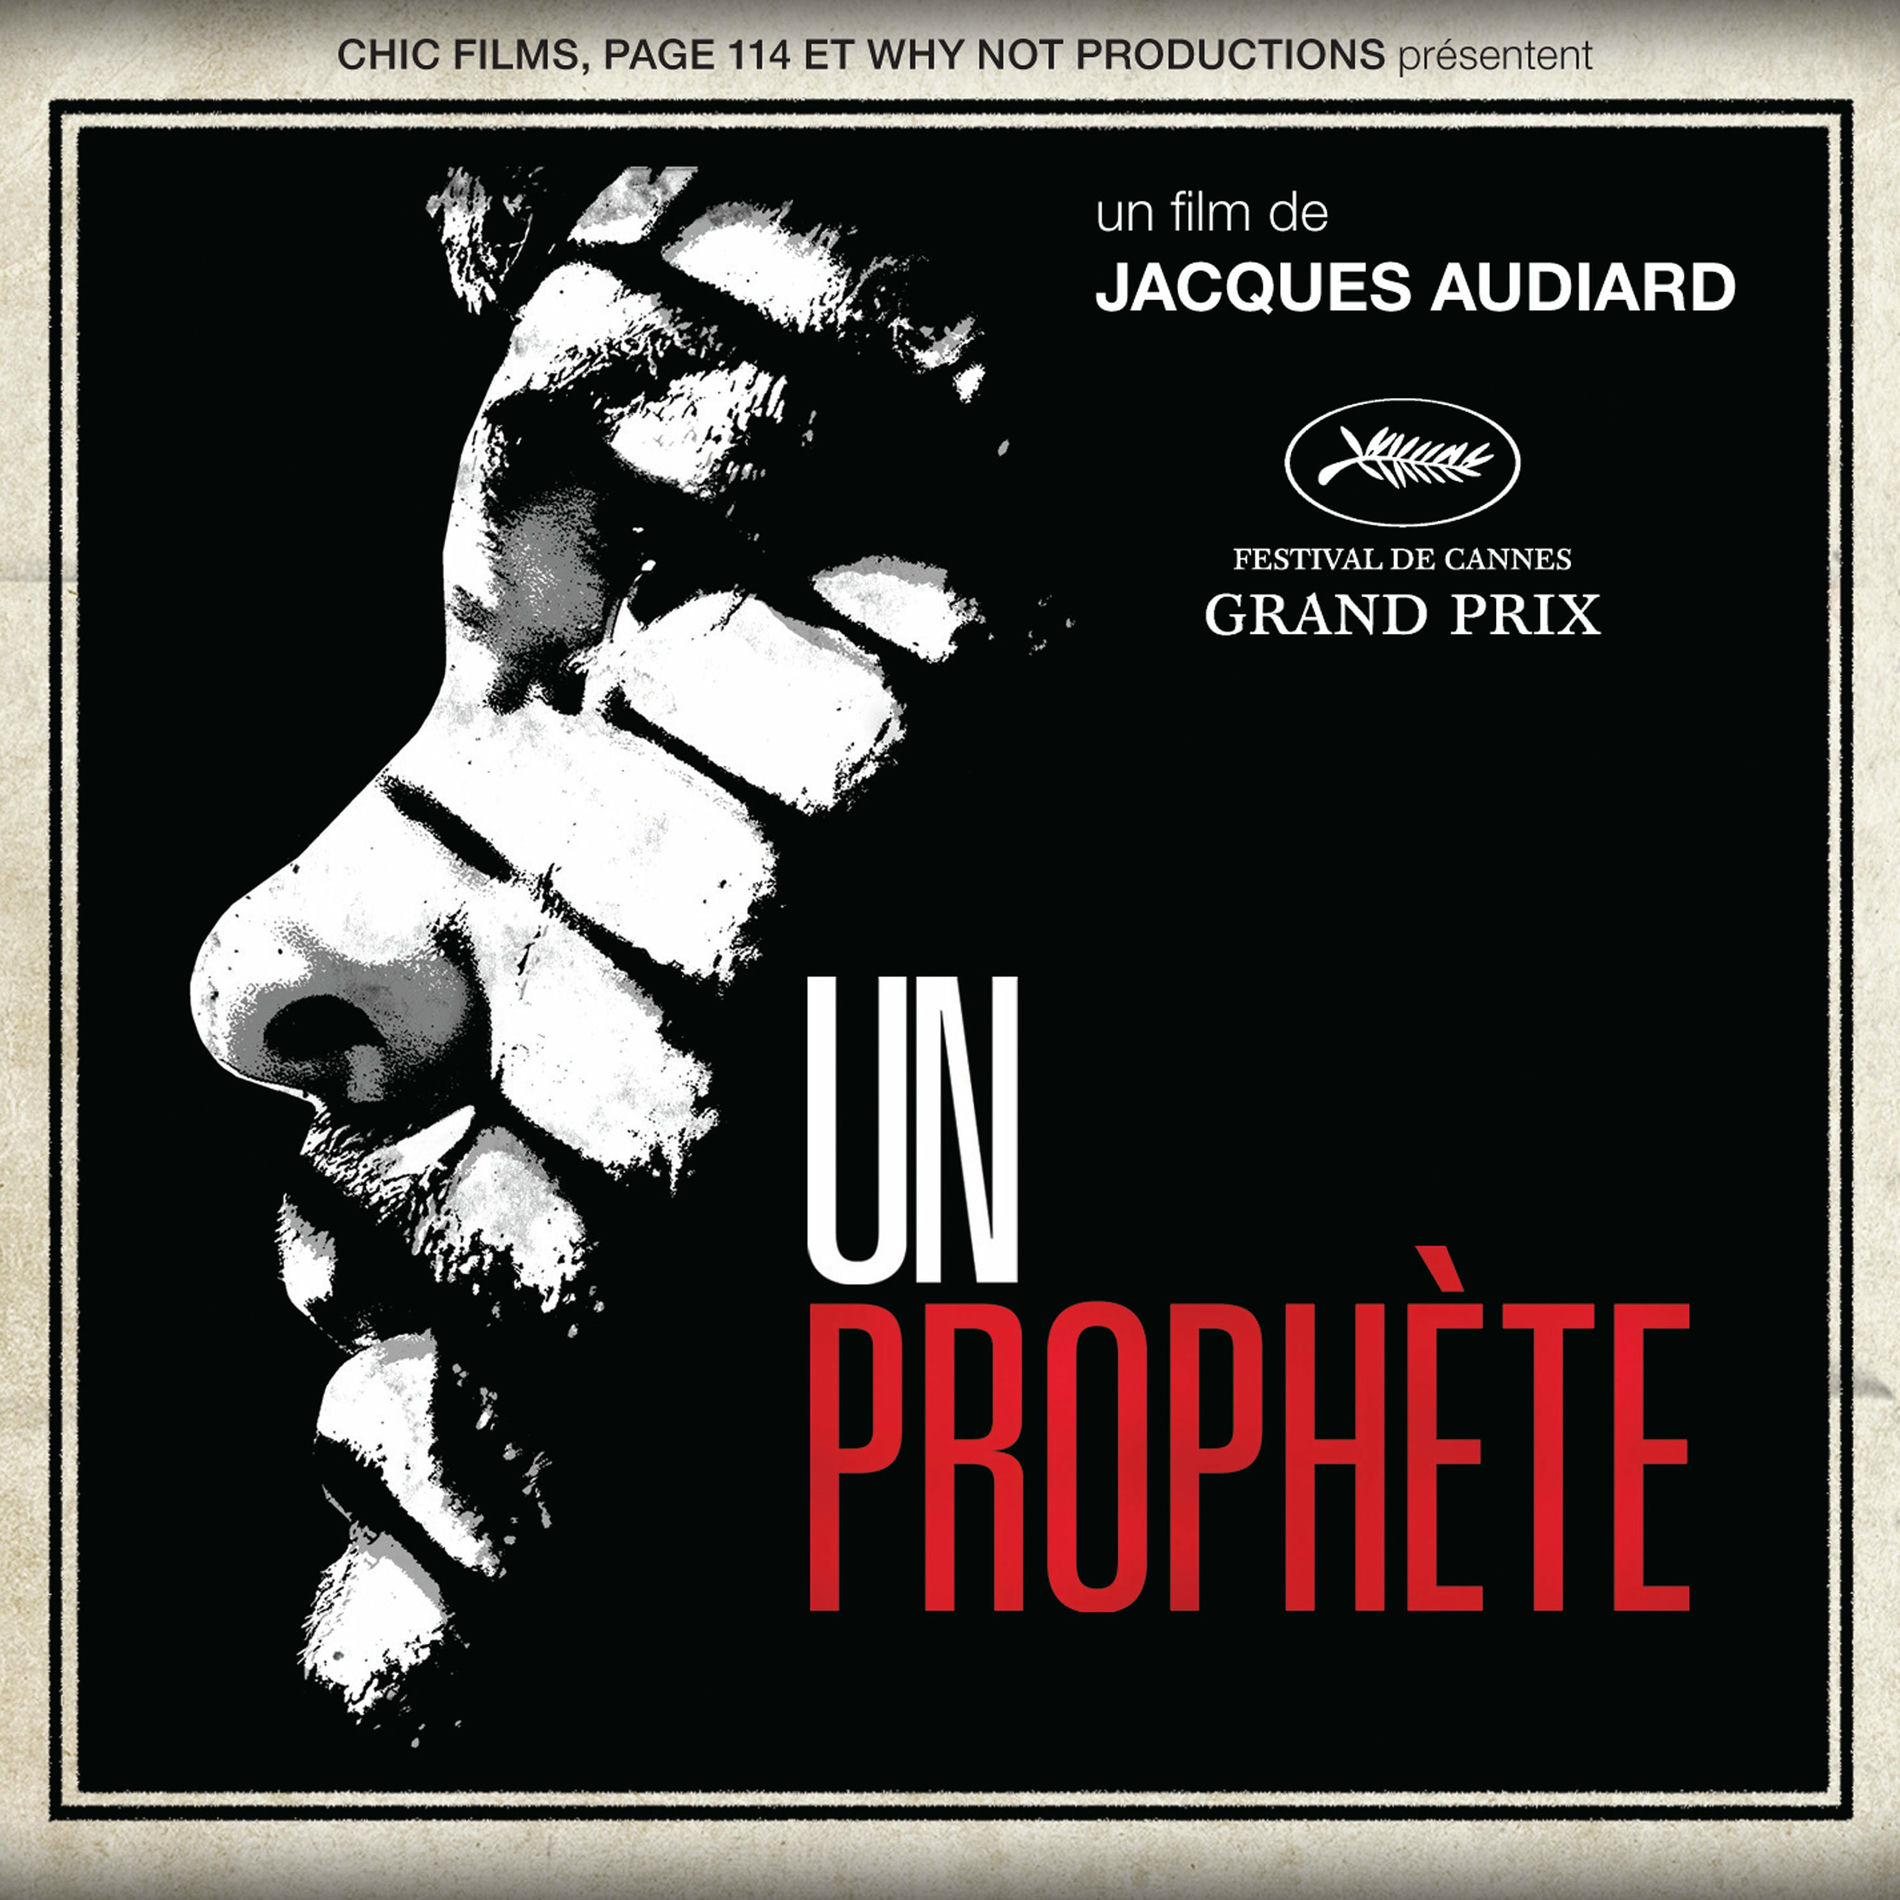 CHIC FILMS, PAGE 114 ET WHY NOT PRODUCTIONS présentent
un film de
JACQUES AUDIARD
FESTIVAL DE CANNES
GRAND PRIX
UN
PROPHÈTE